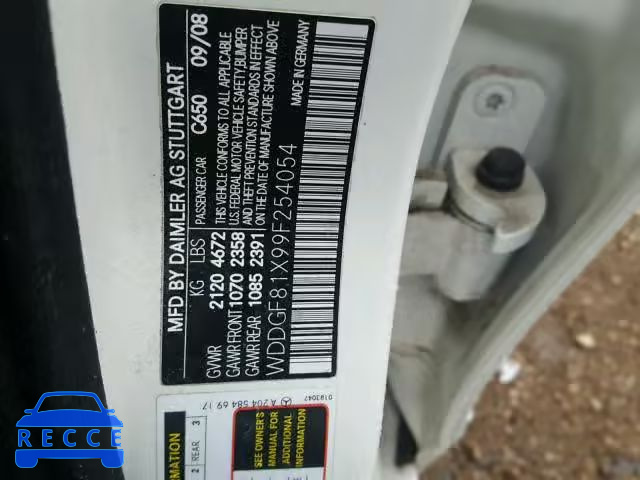 MFD BY DAIMLER AG STUTTGART 09/08
KG LBS PASSENGER CAR C650
GVWR 2120 4672 THIS VEHICLE CONFORMS TO ALL APPLICABLE
GAWR FRONT 1070 2358 U.S. FEDERAL MOTOR VEHICLE SAFETY, BUMPER
GAWR REAR 1085 2391 AND THEFT PREVENTION STANDARDS IN EFFECT
ON THE DATE OF MANUFACTURE SHOWN ABOVE
WDDGF81X99F254054 MADE IN GERMANY
A 204 584 69 17 0193047
RMATION
2 REAR 3
SEE OWNER'S
MANUAL FOR
ADDITIONAL
INFORMATION
RECCE